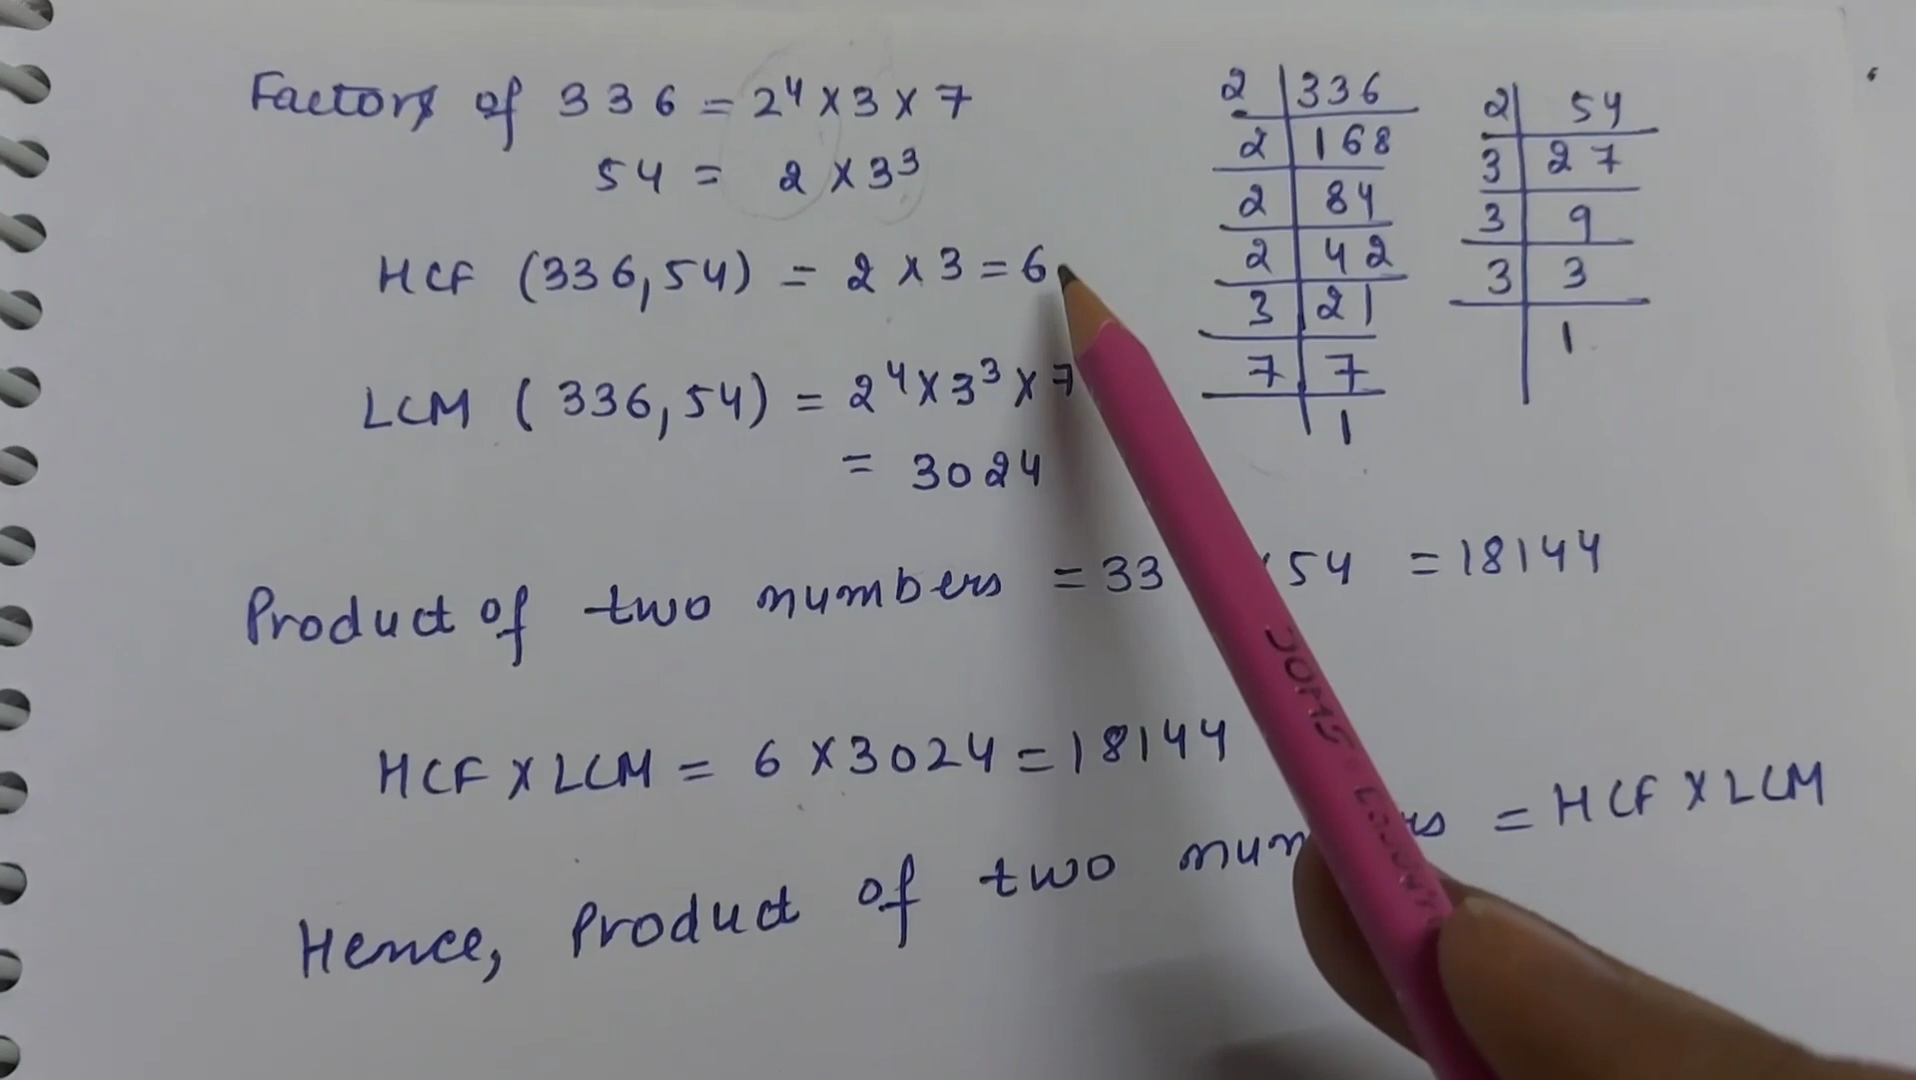 Factors of 336 = 2⁴ × 3 × 7
54 = 2 × 3³
HCF (336, 54) = 2 × 3 = 6
LCM (336, 54) = 2⁴ × 3³ × 7
= 3024
Product of two numbers = 33 54 = 18144
HCF × LCM = 6 × 3024 = 18144
Hence, Product of two = HCF × LCM
2 | 336
2 | 168
2 | 84
2 | 42
3 | 21
7 | 7
1
2 | 54
3 | 27
3 | 9
3 | 3
1
DOMS